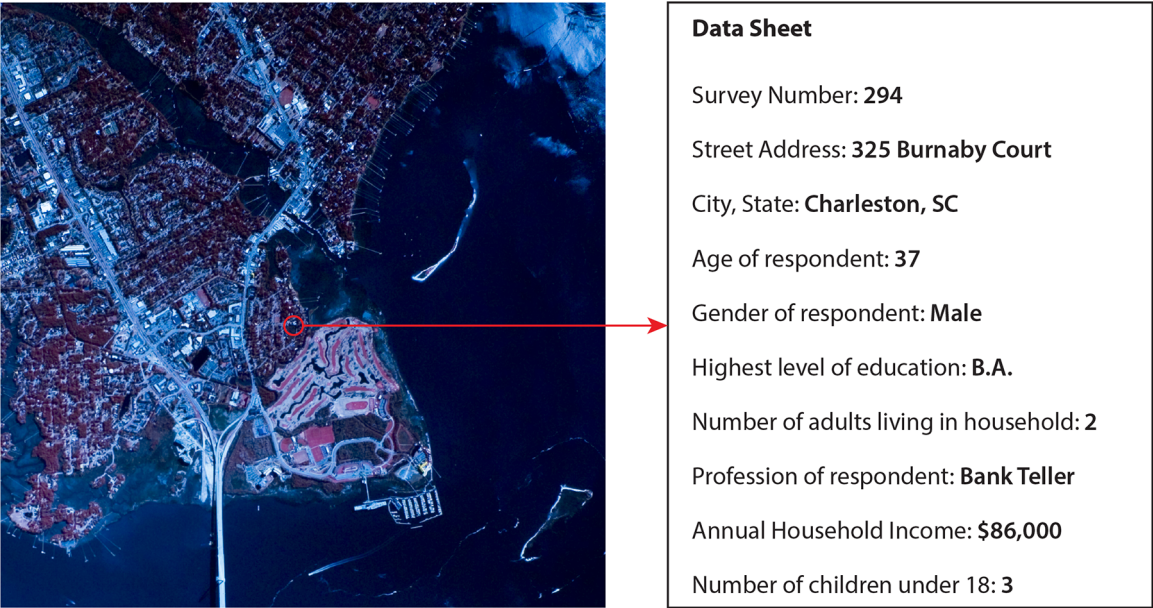 Data Sheet
Survey Number: 294
Street Address: 325 Burnaby Court
City, State: Charleston, SC
Age of respondent: 37
Gender of respondent: Male
Highest level of education: B.A.
Number of adults living in household: 2
Profession of respondent: Bank Teller
Annual Household Income: $86,000
Number of children under 18: 3